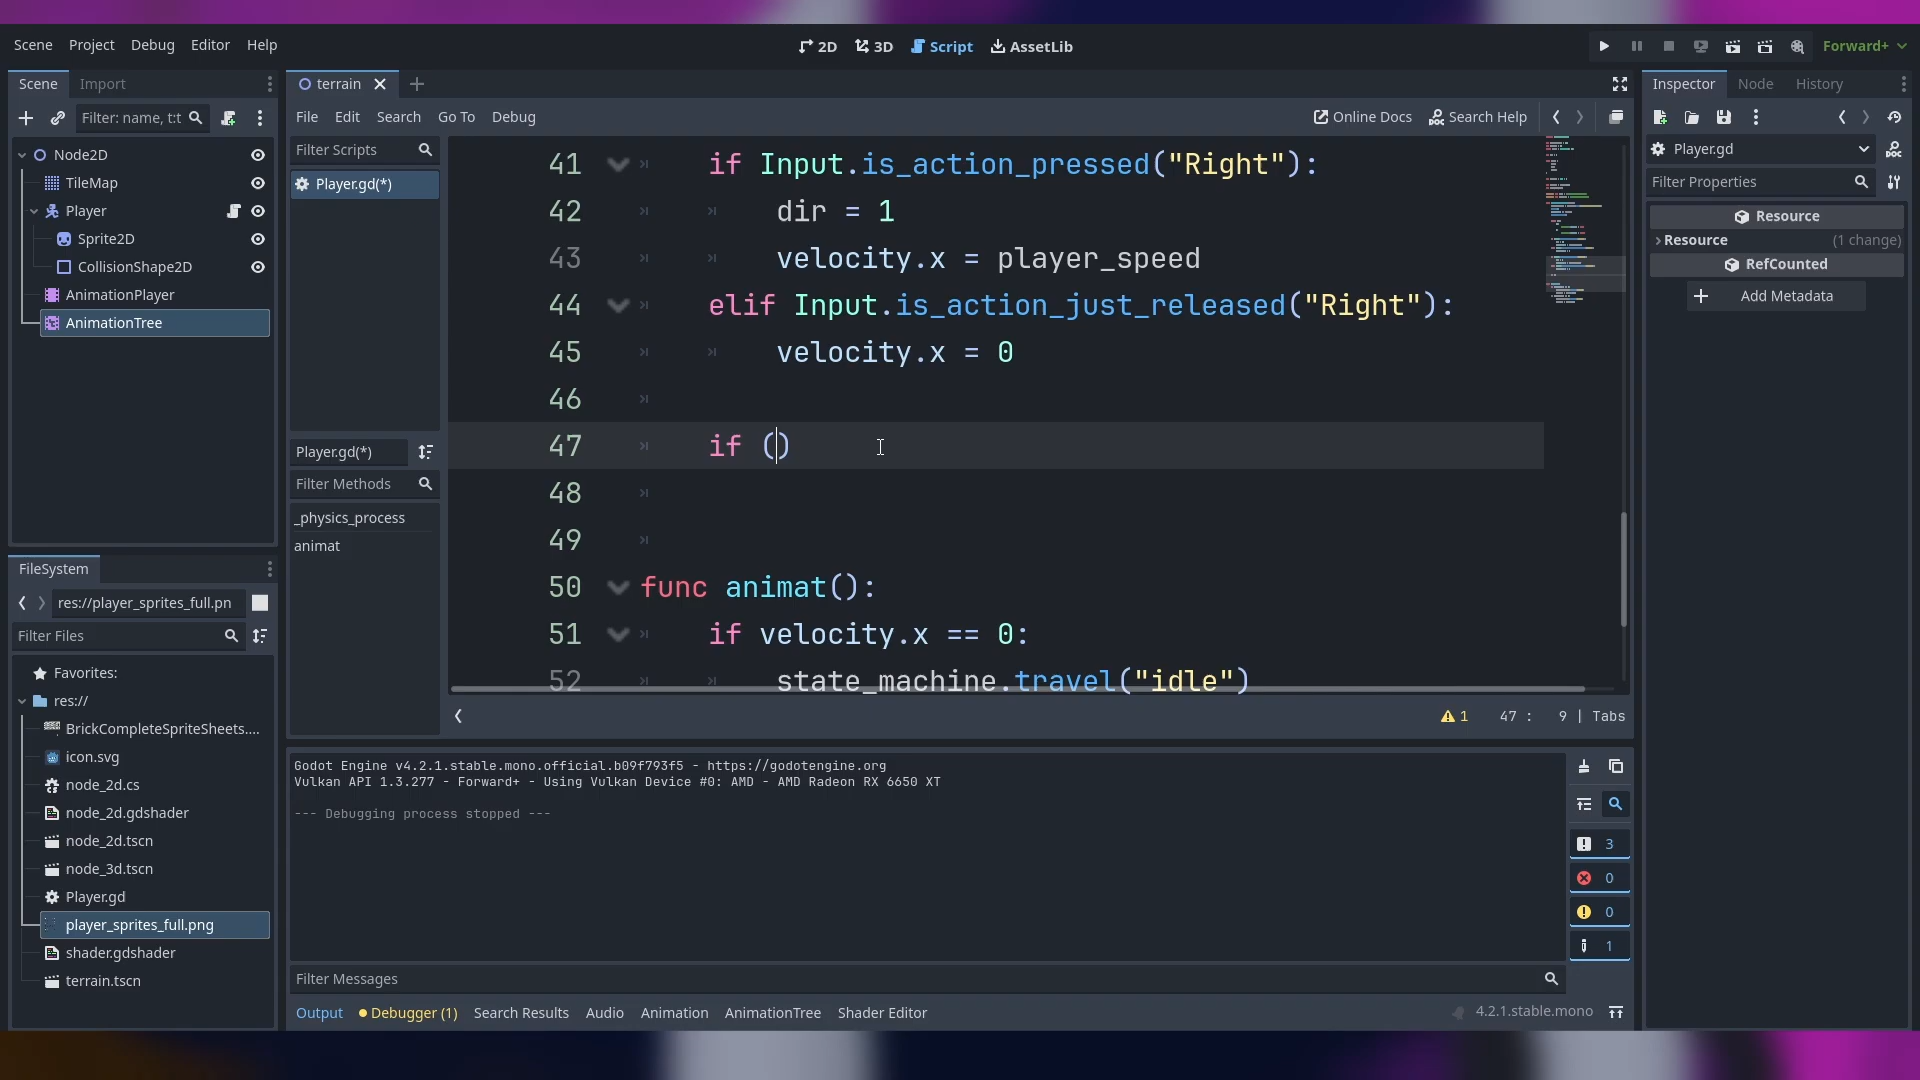 Scene Project Debug Editor Help
2D 3D Script AssetLib
Forward+
Scene Import
Filter: name, t:t
Node2D
TileMap
Player
Sprite2D
CollisionShape2D
AnimationPlayer
AnimationTree
FileSystem
res://player_sprites_full.pn
Filter Files
Favorites:
res://
BrickCompleteSpriteSheets....
icon.svg
node_2d.cs
node_2d.gdshader
node_2d.tscn
node_3d.tscn
Player.gd
player_sprites_full.png
shader.gdshader
terrain.tscn
terrain
File Edit Search Go To Debug
Online Docs Search Help
Filter Scripts
Player.gd(*)
Player.gd(*)
Filter Methods
_physics_process
animat
41 if Input.is_action_pressed("Right"):
42 dir = 1
43 velocity.x = player_speed
44 elif Input.is_action_just_released("Right"):
45 velocity.x = 0
46
47 if ()
48
49
50 func animat():
51 if velocity.x == 0:
52 state_machine.travel("idle")
1 47 : 9 | Tabs
Godot Engine v4.2.1.stable.mono.official.b09f793f5 - https://godotengine.org
Vulkan API 1.3.277 - Forward+ - Using Vulkan Device #0: AMD - AMD Radeon RX 6650 XT
--- Debugging process stopped ---
3
0
0
1
Filter Messages
Output Debugger (1) Search Results Audio Animation AnimationTree Shader Editor
4.2.1.stable.mono
Inspector Node History
Player.gd
Filter Properties
Resource
Resource (1 change)
RefCounted
Add Metadata